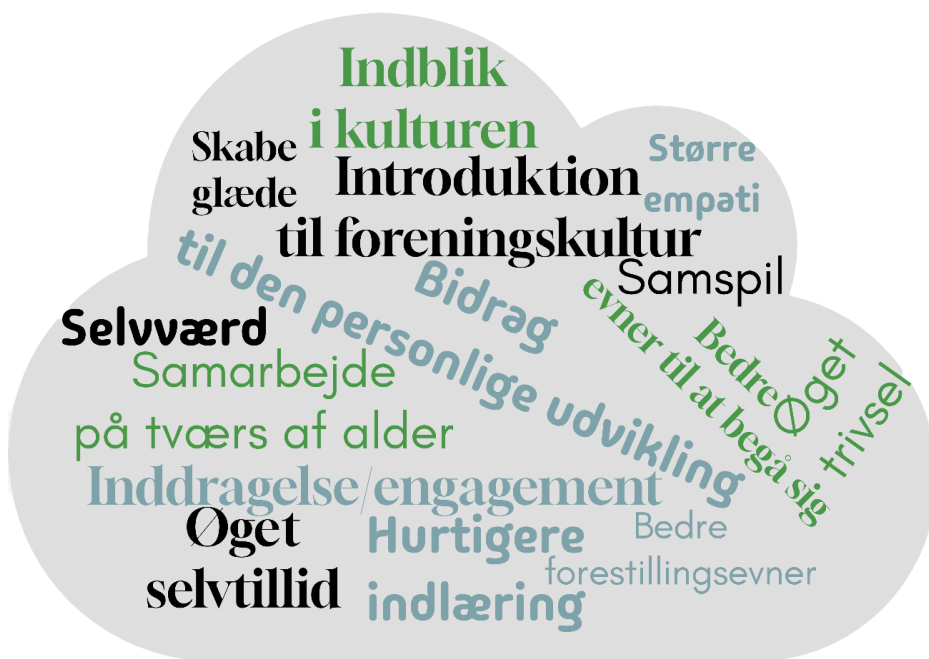 Indblik
i kulturen
Skabe
glæde
Introduktion
til foreningskultur
Større
empati
Samspil
Bidrag
til den personlige udvikling
Bedre
evner til at begå sig
Øget
trivsel
Selvværd
Samarbejde
på tværs af alder
Inddragelse/engagement
Øget
selvtillid
Hurtigere
indlæring
Bedre
forestillingsevner